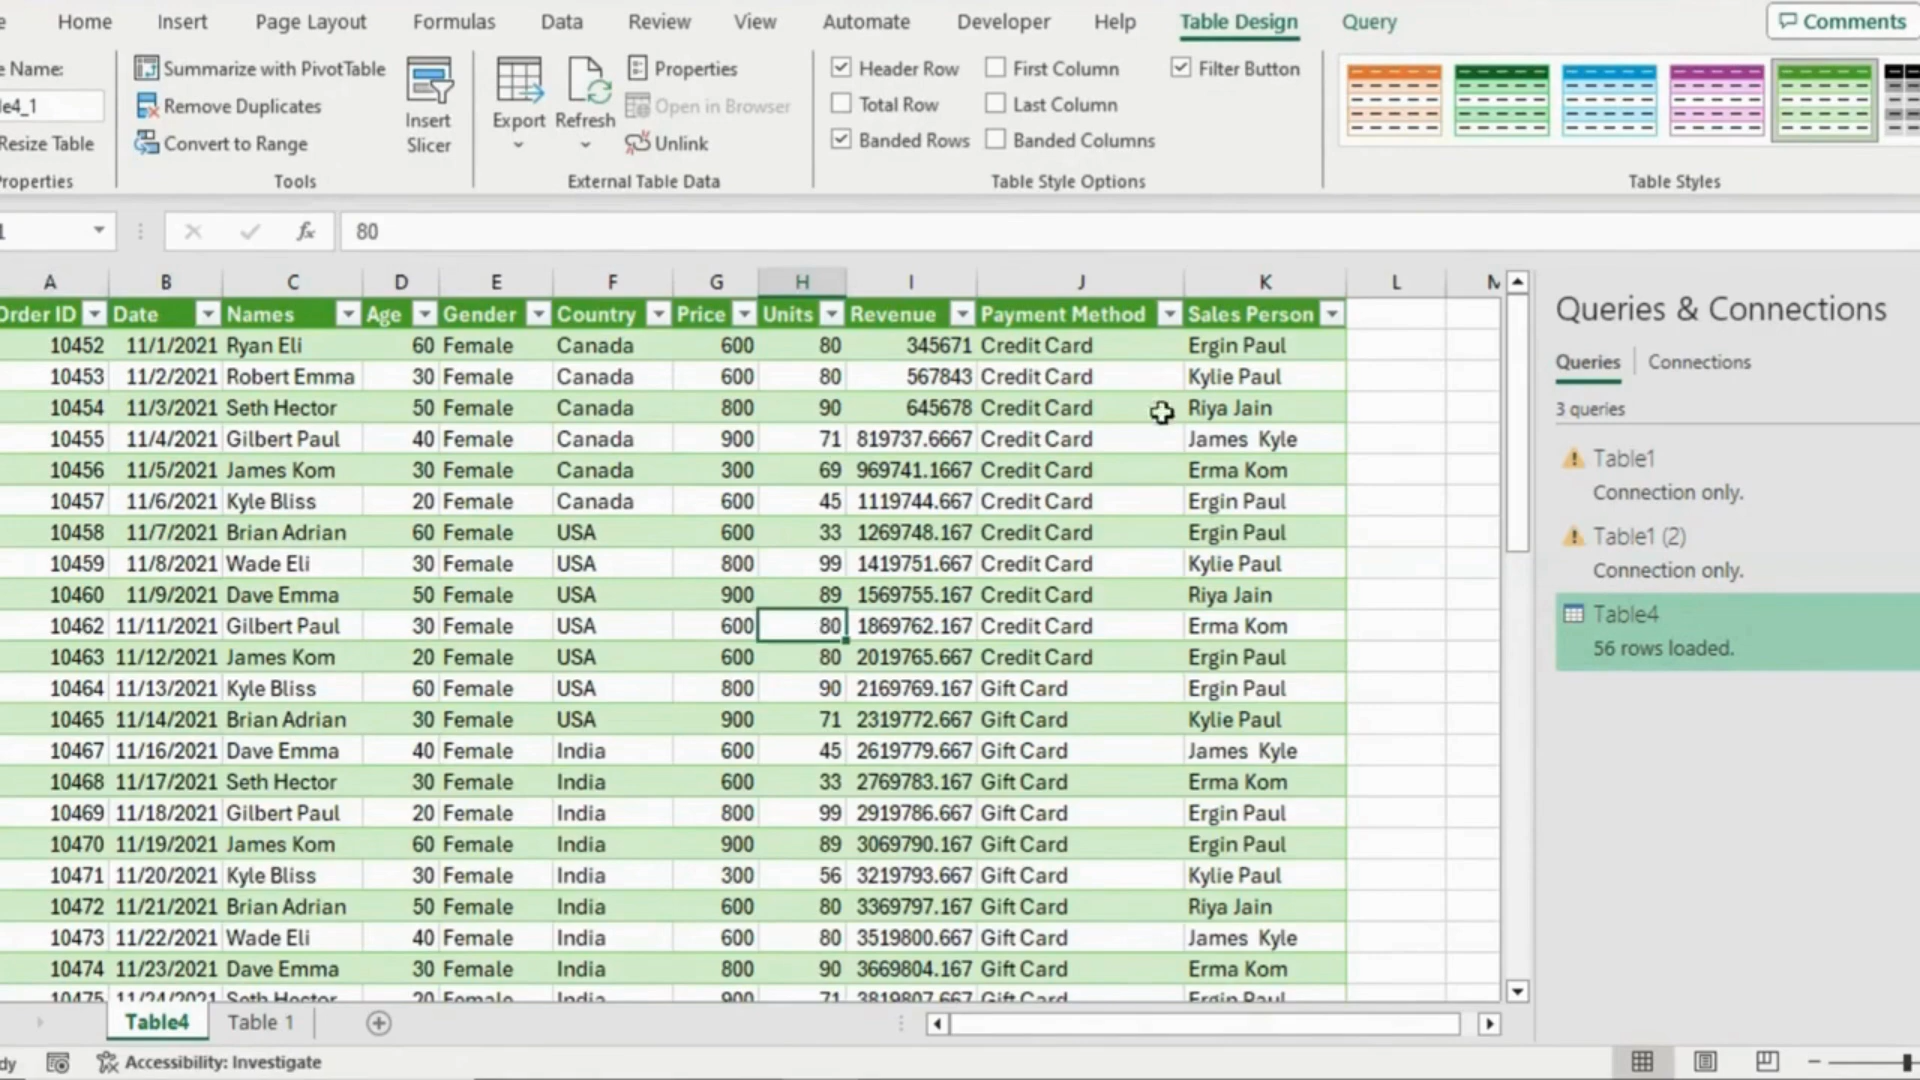 Home Insert Page Layout Formulas Data Review View Automate Developer Help Table Design Query Comments
e Name:
le4_1
Resize Table
roperties
Summarize with PivotTable
Remove Duplicates
Convert to Range
Tools
Insert
Slicer
Export Refresh
Properties
Open in Browser
Unlink
External Table Data
Header Row First Column Filter Button
Total Row Last Column
Banded Rows Banded Columns
Table Style Options
Table Styles
1 fx 80
A B C D E F G H I J K L M
Order ID Date Names Age Gender Country Price Units Revenue Payment Method Sales Person
10452 11/1/2021 Ryan Eli 60 Female Canada 600 80 345671 Credit Card Ergin Paul
10453 11/2/2021 Robert Emma 30 Female Canada 600 80 567843 Credit Card Kylie Paul
10454 11/3/2021 Seth Hector 50 Female Canada 800 90 645678 Credit Card Riya Jain
10455 11/4/2021 Gilbert Paul 40 Female Canada 900 71 819737.6667 Credit Card James Kyle
10456 11/5/2021 James Kom 30 Female Canada 300 69 969741.1667 Credit Card Erma Kom
10457 11/6/2021 Kyle Bliss 20 Female Canada 600 45 1119744.667 Credit Card Ergin Paul
10458 11/7/2021 Brian Adrian 60 Female USA 600 33 1269748.167 Credit Card Ergin Paul
10459 11/8/2021 Wade Eli 30 Female USA 800 99 1419751.667 Credit Card Kylie Paul
10460 11/9/2021 Dave Emma 50 Female USA 900 89 1569755.167 Credit Card Riya Jain
10462 11/11/2021 Gilbert Paul 30 Female USA 600 80 1869762.167 Credit Card Erma Kom
10463 11/12/2021 James Kom 20 Female USA 600 80 2019765.667 Credit Card Ergin Paul
10464 11/13/2021 Kyle Bliss 60 Female USA 800 90 2169769.167 Gift Card Ergin Paul
10465 11/14/2021 Brian Adrian 30 Female USA 900 71 2319772.667 Gift Card Kylie Paul
10467 11/16/2021 Dave Emma 40 Female India 600 45 2619779.667 Gift Card James Kyle
10468 11/17/2021 Seth Hector 30 Female India 600 33 2769783.167 Gift Card Erma Kom
10469 11/18/2021 Gilbert Paul 20 Female India 800 99 2919786.667 Gift Card Ergin Paul
10470 11/19/2021 James Kom 60 Female India 900 89 3069790.167 Gift Card Ergin Paul
10471 11/20/2021 Kyle Bliss 30 Female India 300 56 3219793.667 Gift Card Kylie Paul
10472 11/21/2021 Brian Adrian 50 Female India 600 80 3369797.167 Gift Card Riya Jain
10473 11/22/2021 Wade Eli 40 Female India 600 80 3519800.667 Gift Card James Kyle
10474 11/23/2021 Dave Emma 30 Female India 800 90 3669804.167 Gift Card Erma Kom
10475 11/24/2021 Seth Hector 20 Female India 900 71 3819807.667 Gift Card Ergin Paul
Queries & Connections
Queries Connections
3 queries
Table1
Connection only.
Table1 (2)
Connection only.
Table4
56 rows loaded.
Table4 Table 1
dy Accessibility: Investigate